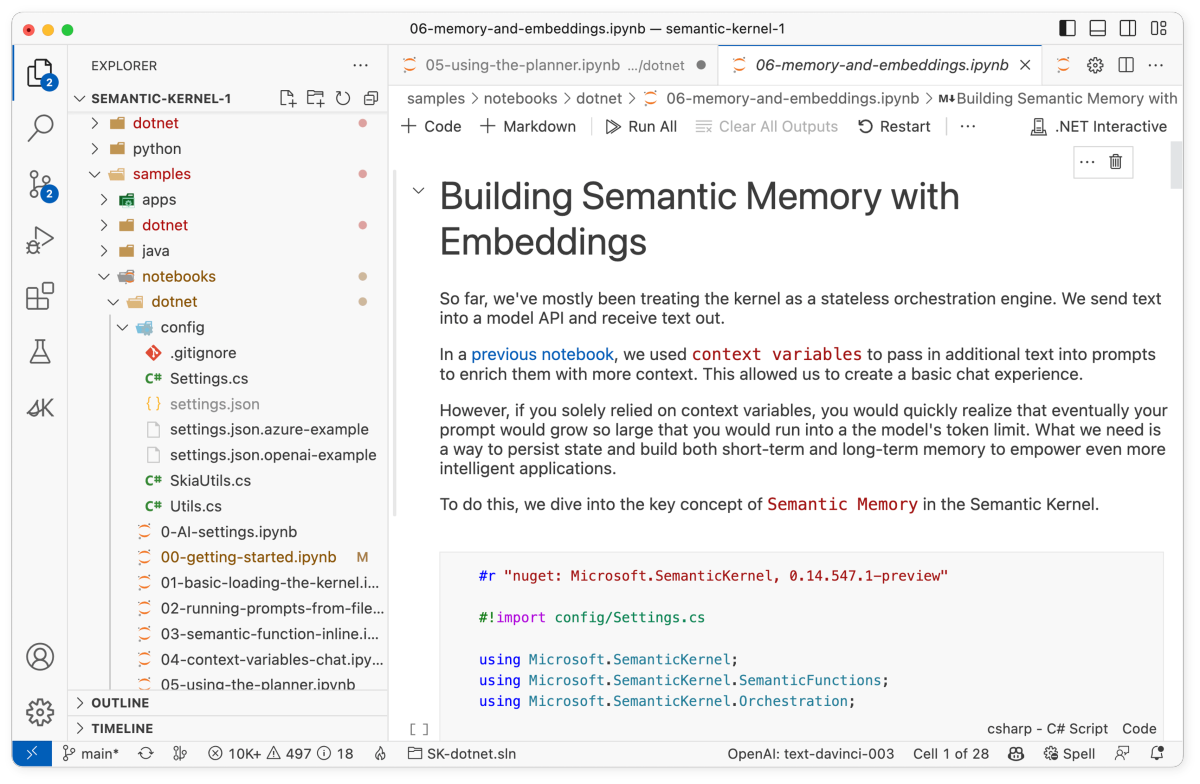 06-memory-and-embeddings.ipynb — semantic-kernel-1
EXPLORER
SEMANTIC-KERNEL-1
dotnet
python
samples
apps
dotnet
java
notebooks
dotnet
config
.gitignore
C# Settings.cs
{} settings.json
settings.json.azure-example
settings.json.openai-example
C# SkiaUtils.cs
C# Utils.cs
0-AI-settings.ipynb
00-getting-started.ipynb M
01-basic-loading-the-kernel.i...
02-running-prompts-from-file...
03-semantic-function-inline.i...
04-context-variables-chat.ipy...
05-using-the-planner.ipynb
OUTLINE
TIMELINE
2
2
05-using-the-planner.ipynb .../dotnet
06-memory-and-embeddings.ipynb
samples > notebooks > dotnet > 06-memory-and-embeddings.ipynb > M↓Building Semantic Memory with
+ Code + Markdown Run All Clear All Outputs Restart ... .NET Interactive
Building Semantic Memory with
Embeddings
So far, we've mostly been treating the kernel as a stateless orchestration engine. We send text
into a model API and receive text out.
In a previous notebook, we used context variables to pass in additional text into prompts
to enrich them with more context. This allowed us to create a basic chat experience.
However, if you solely relied on context variables, you would quickly realize that eventually your
prompt would grow so large that you would run into a the model's token limit. What we need is
a way to persist state and build both short-term and long-term memory to empower even more
intelligent applications.
To do this, we dive into the key concept of Semantic Memory in the Semantic Kernel.
#r "nuget: Microsoft.SemanticKernel, 0.14.547.1-preview"
#!import config/Settings.cs
using Microsoft.SemanticKernel;
using Microsoft.SemanticKernel.SemanticFunctions;
using Microsoft.SemanticKernel.Orchestration;
[ ]
csharp - C# Script Code
main* 10K+ 497 18 SK-dotnet.sln OpenAI: text-davinci-003 Cell 1 of 28 Spell